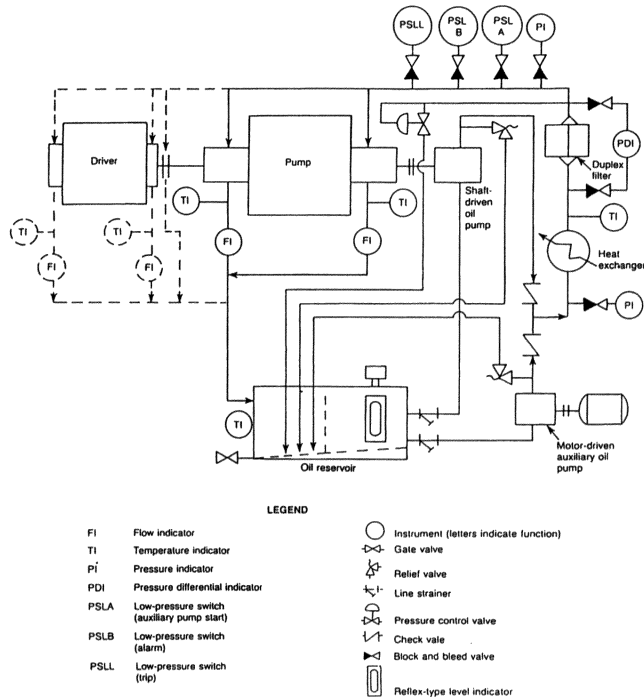 PSLL
PSL
B
PSL
A
PI
Driver
Pump
PDI
Duplex
filter
TI
TI
Shaft-
driven oil
pump
TI
TI
TI
FI
FI
Heat
exchanger
FI
FI
PI
TI
Oil reservoir
Motor-driven
auxiliary oil
pump
LEGEND
FI Flow indicator
TI Temperature indicator
PI Pressure indicator
PDI Pressure differential indicator
PSLA Low-pressure switch
(auxiliary pump start)
PSLB Low-pressure switch
(alarm)
PSLL Low-pressure switch
(trip)
Instrument (letters indicate function)
Gate valve
Relief valve
Line strainer
Pressure control valve
Check vale
Block and bleed valve
Reflex-type level indicator